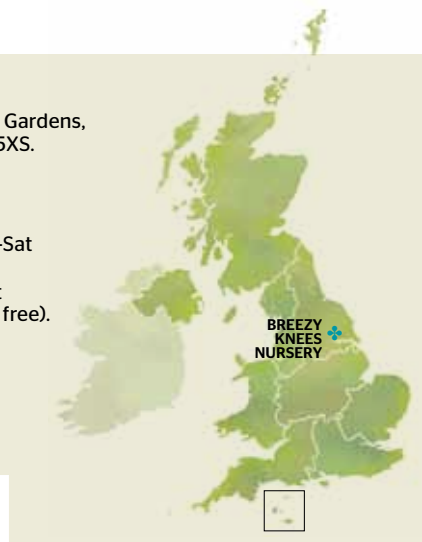 Gardens,
5XS.
-Sat
free).
BREEZY
KNEES
NURSERY